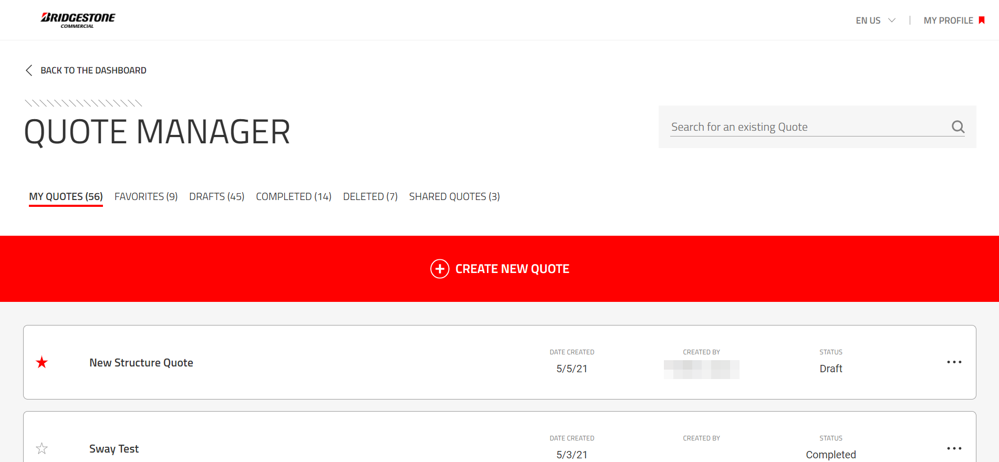 BRIDGESTONE
COMMERCIAL
EN US
MY PROFILE
BACK TO THE DASHBOARD
QUOTE MANAGER
Search for an existing Quote
MY QUOTES (56) FAVORITES (9) DRAFTS (45) COMPLETED (14) DELETED (7) SHARED QUOTES (3)
CREATE NEW QUOTE
New Structure Quote
DATE CREATED
5/5/21
CREATED BY
STATUS
Draft
Sway Test
DATE CREATED
5/3/21
CREATED BY
STATUS
Completed